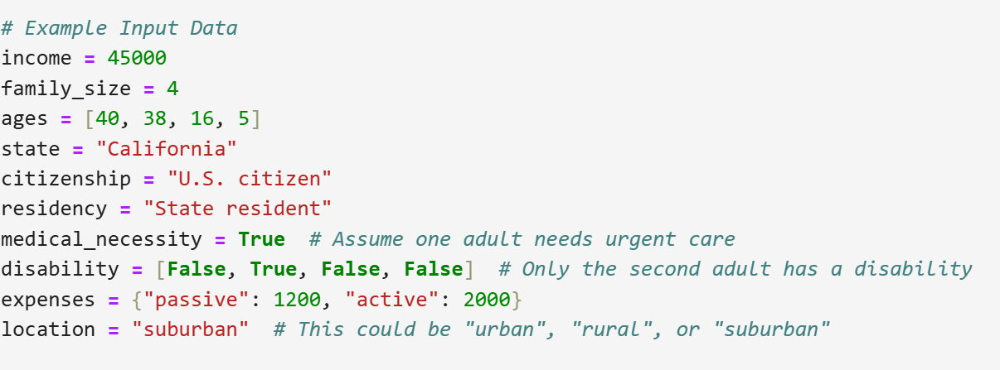 # Example Input Data
income = 45000
family_size = 4
ages = [40, 38, 16, 5]
state = "California"
citizenship = "U.S. citizen"
residency = "State resident"
medical_necessity = True  # Assume one adult needs urgent care
disability = [False, True, False, False]  # Only the second adult has a disability
expenses = {"passive": 1200, "active": 2000}
location = "suburban"  # This could be "urban", "rural", or "suburban"